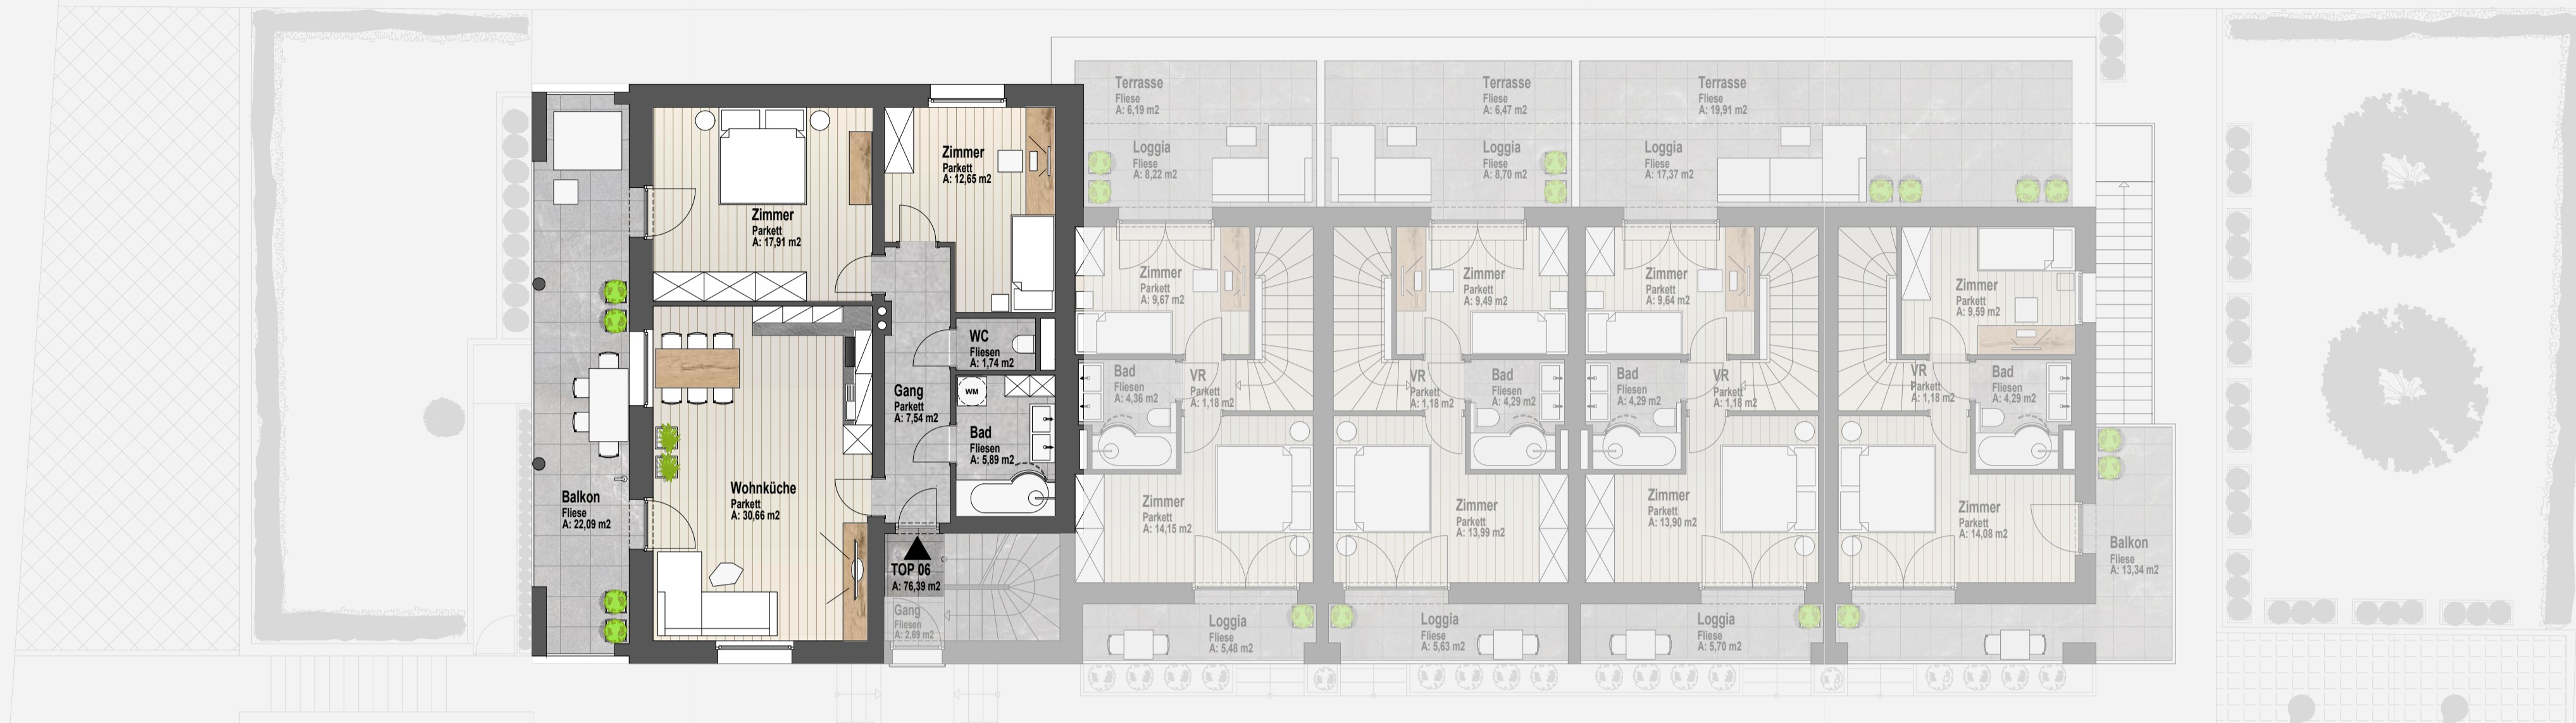 Zimmer
Parkett
A: 17,91 m2
Zimmer
Parkett
A: 12,65 m2
WC
Fliesen
A: 1,74 m2
Gang
Parkett
A: 7,54 m2
WM
Bad
Fliesen
A: 5,89 m2
Wohnküche
Parkett
A: 30,66 m2
Balkon
Fliese
A: 22,09 m2
TOP 06
A: 76,39 m2
Gang
Fliesen
A: 2,69 m2
Terrasse
Fliese
A: 6,19 m2
Loggia
Fliese
A: 8,22 m2
Terrasse
Fliese
A: 6,47 m2
Loggia
Fliese
A: 8,70 m2
Terrasse
Fliese
A: 19,91 m2
Loggia
Fliese
A: 17,37 m2
Zimmer
Parkett
A: 9,67 m2
Zimmer
Parkett
A: 9,49 m2
Zimmer
Parkett
A: 9,64 m2
Zimmer
Parkett
A: 9,59 m2
Bad
Fliesen
A: 4,36 m2
VR
Parkett
A: 1,18 m2
VR
Parkett
A: 1,18 m2
Bad
Fliesen
A: 4,29 m2
Bad
Fliesen
A: 4,29 m2
VR
Parkett
A: 1,18 m2
VR
Parkett
A: 1,18 m2
Bad
Fliesen
A: 4,29 m2
Zimmer
Parkett
A: 14,15 m2
Zimmer
Parkett
A: 13,99 m2
Zimmer
Parkett
A: 13,90 m2
Zimmer
Parkett
A: 14,08 m2
Balkon
Fliese
A: 13,34 m2
Loggia
Fliese
A: 5,48 m2
Loggia
Fliese
A: 5,63 m2
Loggia
Fliese
A: 5,70 m2